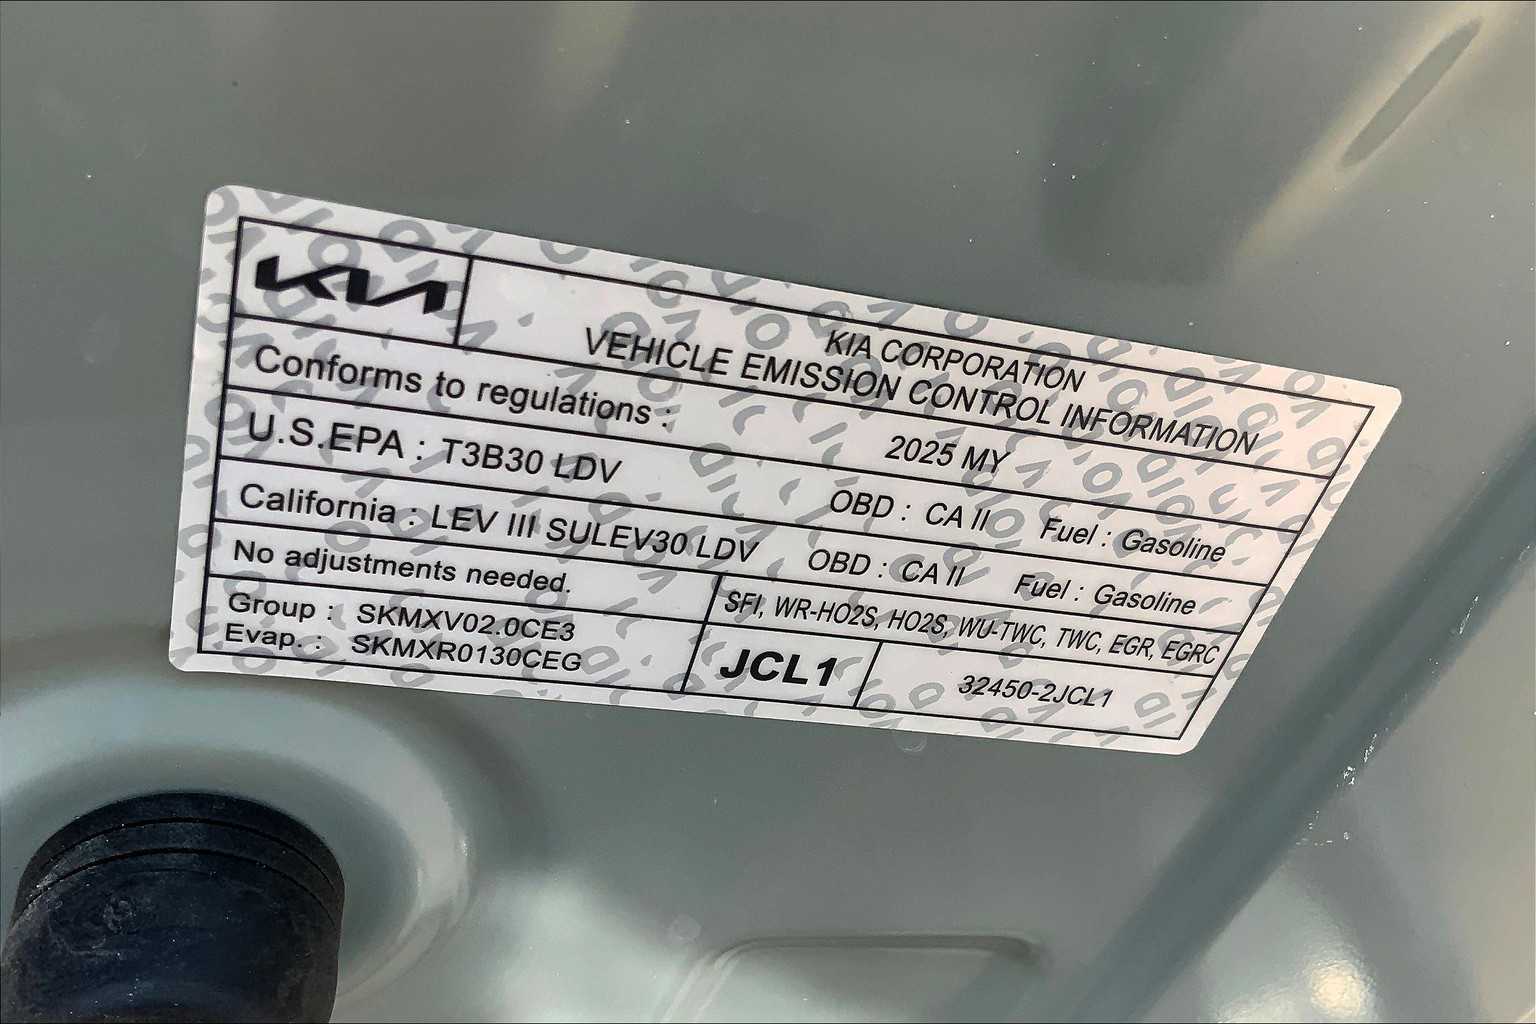 KIA
KIA CORPORATION
VEHICLE EMISSION CONTROL INFORMATION
Conforms to regulations : 2025 MY
U.S.EPA : T3B30 LDV OBD : CA II Fuel : Gasoline
California : LEV III SULEV30 LDV OBD : CA II Fuel : Gasoline
No adjustments needed. SFI, WR-HO2S, HO2S, WU-TWC, TWC, EGR, EGRC
Group : SKMXV02.0CE3
Evap. : SKMXR0130CEG
JCL1
32450-2JCL1